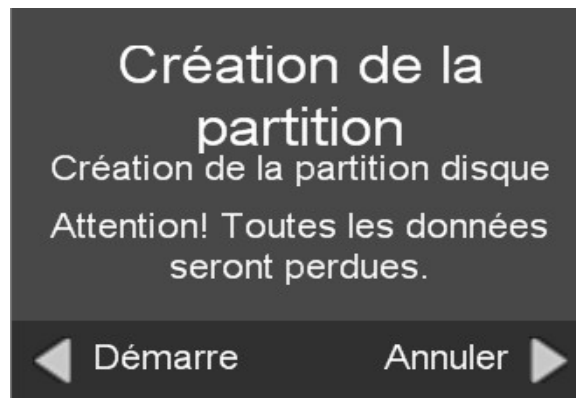 Création de la
partition
Création de la partition disque
Attention! Toutes les données
seront perdues.
Démarre Annuler